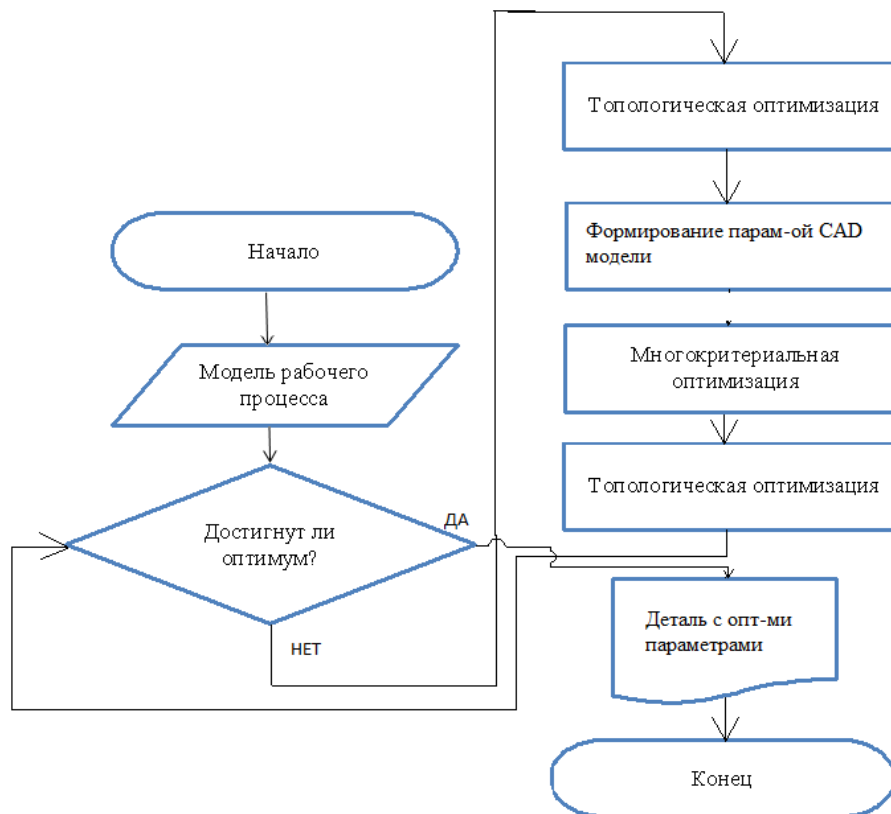 Начало
Модель рабочего
процесса
Достигнут ли
оптимум?
ДА
НЕТ
Топологическая оптимизация
Формирование парам-ой CAD
модели
Многокритериальная
оптимизация
Топологическая оптимизация
Деталь с опт-ми
параметрами
Конец